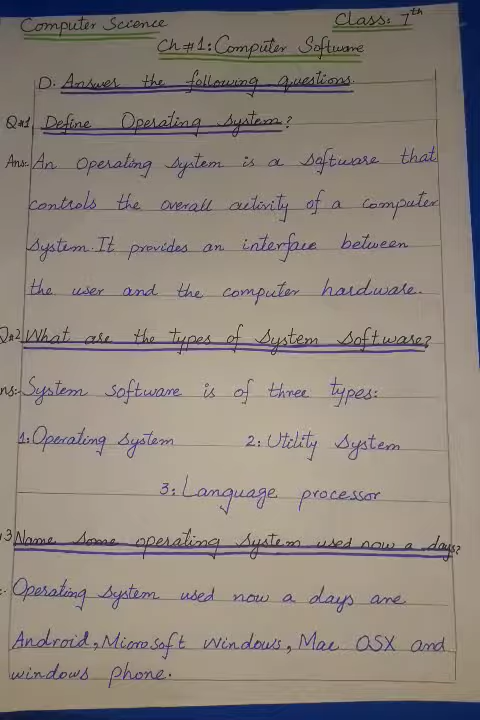 Computer Science
Class: 7th
Ch#1: Computer Software
D. Answer the following questions.
Q#1 Define Operating System?
Ans: An Operating System is a software that
controls the overall activity of a computer
system. It provides an interface between
the user and the computer hardware.
Q#2 What are the types of System Software?
ns:- System software is of three types:
1: Operating System 2: Utility System
3: Language processor
3 Name some operating system used now a days?
:- Operating System used now a days are
Android, Microsoft Windows, Mac OSX and
windows phone.